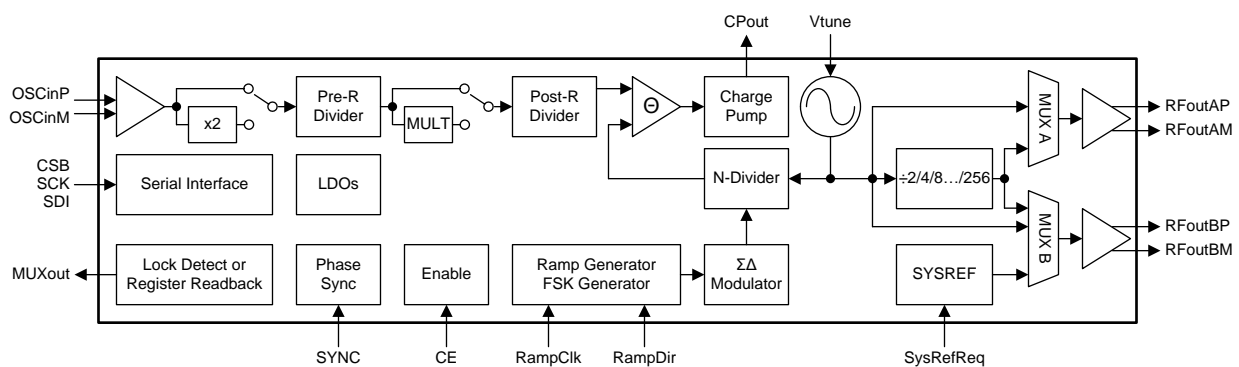 CPout
Vtune
OSCinP
OSCinM
x2
Pre-R
Divider
MULT
Post-R
Divider
Θ
Charge
Pump
MUX A
RFoutAP
RFoutAM
CSB
SCK
SDI
Serial Interface
LDOs
N-Divider
÷2/4/8…/256
MUX B
RFoutBP
RFoutBM
MUXout
Lock Detect or
Register Readback
Phase
Sync
Enable
Ramp Generator
FSK Generator
ΣΔ
Modulator
SYSREF
SYNC
CE
RampClk
RampDir
SysRefReq